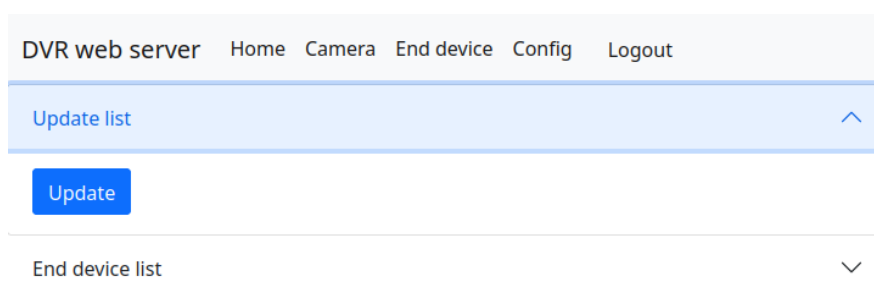 DVR web server Home Camera End device Config Logout
Update list
Update
End device list